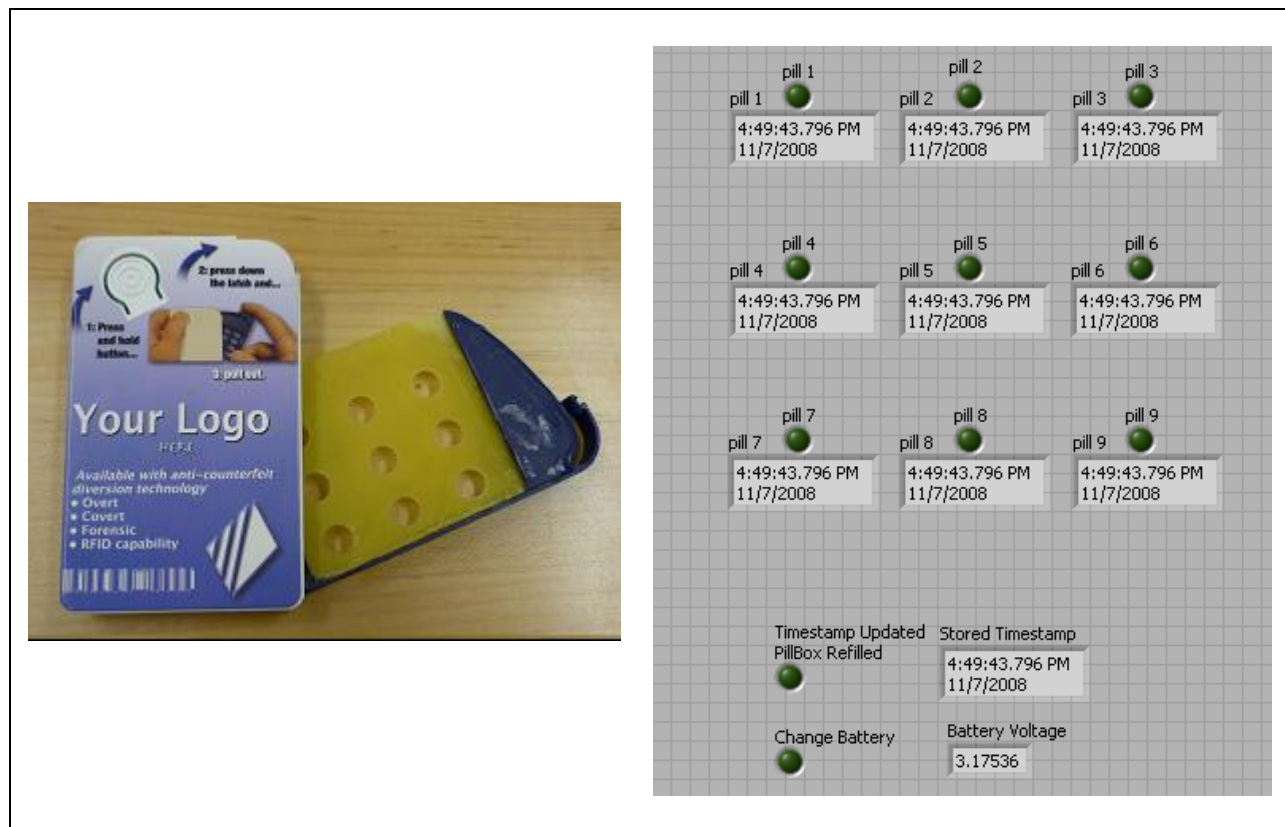 2: press down
the latch and...
1: Press
and hold
button...
3: pull out.
Your Logo
HERE
Available with anti-counterfeit
diversion technology
• Overt
• Covert
• Forensic
• RFID capability
pill 1
pill 2
pill 3
pill 1
pill 2
pill 3
4:49:43.796 PM
11/7/2008
4:49:43.796 PM
11/7/2008
4:49:43.796 PM
11/7/2008
pill 4
pill 5
pill 6
pill 4
pill 5
pill 6
4:49:43.796 PM
11/7/2008
4:49:43.796 PM
11/7/2008
4:49:43.796 PM
11/7/2008
pill 7
pill 8
pill 9
pill 7
pill 8
pill 9
4:49:43.796 PM
11/7/2008
4:49:43.796 PM
11/7/2008
4:49:43.796 PM
11/7/2008
Timestamp Updated
PillBox Refilled
Stored Timestamp
4:49:43.796 PM
11/7/2008
Change Battery
Battery Voltage
3.17536